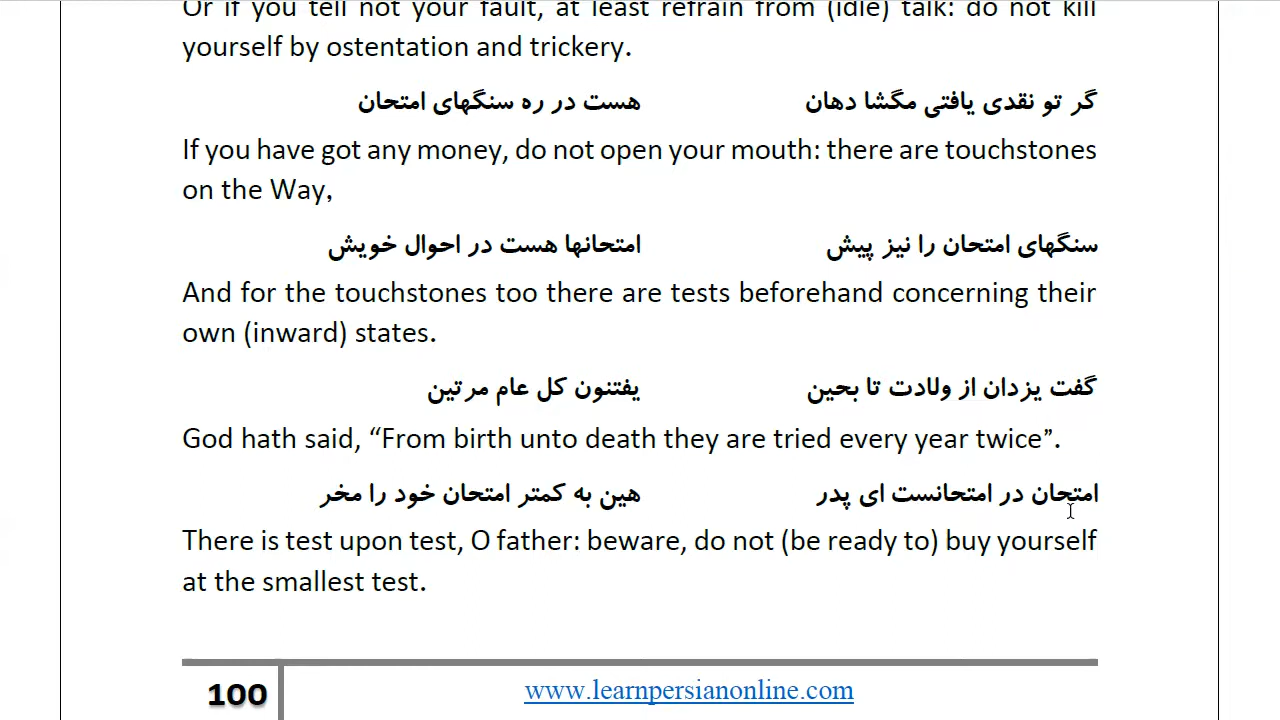 Or if you tell not your fault, at least refrain from (idle) talk: do not kill
yourself by ostentation and trickery.
گر تو نقدی یافتی مگشا دهان هست در ره سنگهای امتحان
If you have got any money, do not open your mouth: there are touchstones
on the Way,
سنگهای امتحان را نیز پیش امتحانها هست در احوال خویش
And for the touchstones too there are tests beforehand concerning their
own (inward) states.
گفت یزدان از ولادت تا بحین یفتنون کل عام مرتین
God hath said, “From birth unto death they are tried every year twice”.
امتحان در امتحانست ای پدر هین به کمتر امتحان خود را مخر
There is test upon test, O father: beware, do not (be ready to) buy yourself
at the smallest test.
100 www.learnpersianonline.com